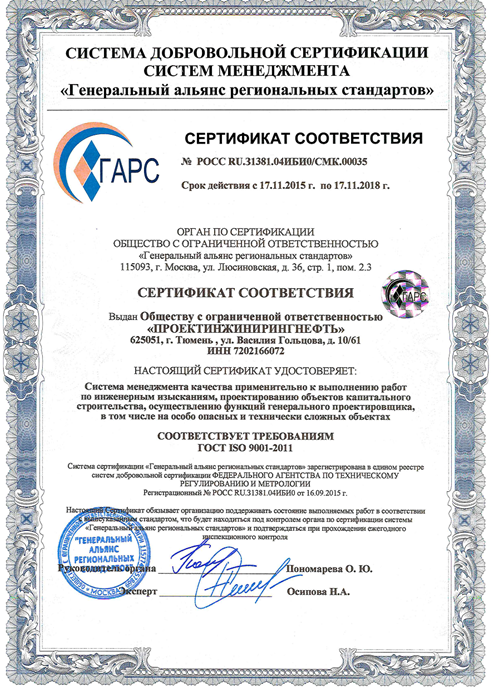 СИСТЕМА ДОБРОВОЛЬНОЙ СЕРТИФИКАЦИИ
СИСТЕМ МЕНЕДЖМЕНТА
«Генеральный альянс региональных стандартов»
ГАРС
СЕРТИФИКАТ СООТВЕТСТВИЯ
№ РОСС RU.31381.04ИБИ0/СМК.00035
Срок действия с 17.11.2015 г. по 17.11.2018 г.
ОРГАН ПО СЕРТИФИКАЦИИ
ОБЩЕСТВО С ОГРАНИЧЕННОЙ ОТВЕТСТВЕННОСТЬЮ
«Генеральный альянс региональных стандартов»
115093, г. Москва, ул. Люсиновская, д. 36, стр. 1, пом. 2.3
ГАРС
СЕРТИФИКАТ СООТВЕТСТВИЯ
Выдан Обществу с ограниченной ответственностью
«ПРОЕКТИНЖИНИРИНГНЕФТЬ»
625051, г. Тюмень , ул. Василия Гольцова, д. 10/61
ИНН 7202166072
НАСТОЯЩИЙ СЕРТИФИКАТ УДОСТОВЕРЯЕТ:
Система менеджмента качества применительно к выполнению работ
по инженерным изысканиям, проектированию объектов капитального
строительства, осуществлению функций генерального проектировщика,
в том числе на особо опасных и технически сложных объектах
СООТВЕТСТВУЕТ ТРЕБОВАНИЯМ
ГОСТ ISO 9001-2011
Система сертификации «Генеральный альянс региональных стандартов» зарегистрирована в едином реестре
систем добровольной сертификации ФЕДЕРАЛЬНОГО АГЕНТСТВА ПО ТЕХНИЧЕСКОМУ
РЕГУЛИРОВАНИЮ И МЕТРОЛОГИИ
Регистрационный № РОСС RU.31381.04ИБИ0 от 16.09.2015 г.
Настоящий Сертификат обязывает организацию поддерживать состояние выполняемых работ в соответствии
с вышеуказанным стандартом, что будет находиться под контролем органа по сертификации системы
«Генеральный альянс региональных стандартов» и подтверждаться при прохождении ежегодного
инспекционного контроля
"ГЕНЕРАЛЬНЫЙ
АЛЬЯНС
РЕГИОНАЛЬНЫХ
СТАНДАРТОВ"
МОСКВА
Руководитель органа Пономарева О. Ю.
Эксперт Осипова Н.А.